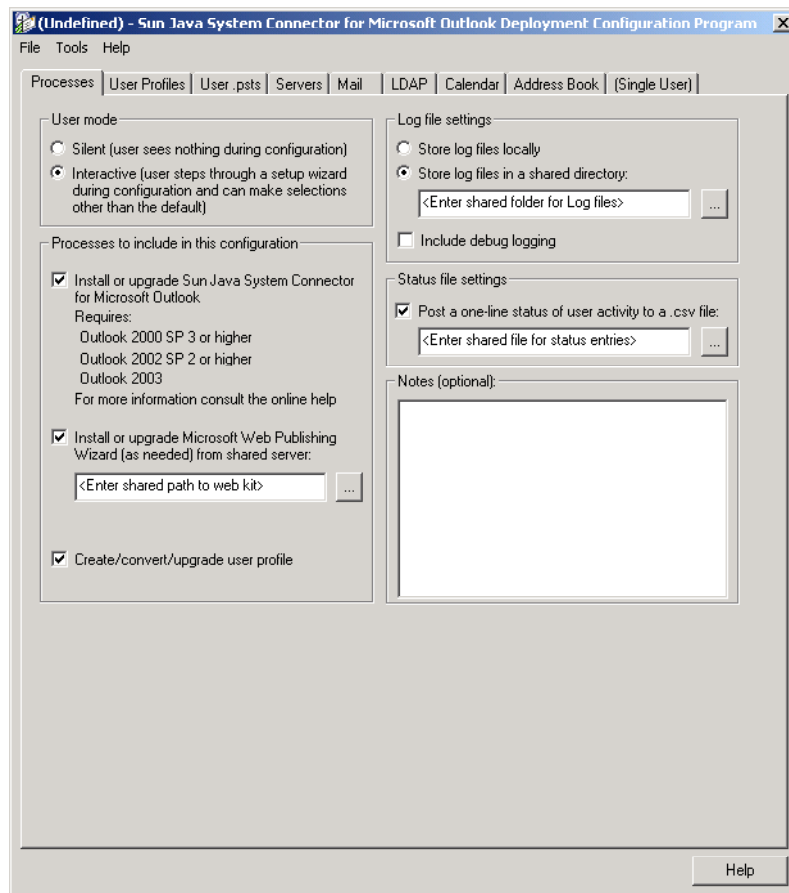 (Undefined) - Sun Java System Connector for Microsoft Outlook Deployment Configuration Program
File Tools Help
Processes User Profiles User .psts Servers Mail LDAP Calendar Address Book (Single User)
User mode
Silent (user sees nothing during configuration)
Interactive (user steps through a setup wizard
during configuration and can make selections
other than the default)
Processes to include in this configuration
Install or upgrade Sun Java System Connector
for Microsoft Outlook
Requires:
Outlook 2000 SP 3 or higher
Outlook 2002 SP 2 or higher
Outlook 2003
For more information consult the online help
Install or upgrade Microsoft Web Publishing
Wizard (as needed) from shared server:
<Enter shared path to web kit>
...
Create/convert/upgrade user profile
Log file settings
Store log files locally
Store log files in a shared directory:
<Enter shared folder for Log files>
...
Include debug logging
Status file settings
Post a one-line status of user activity to a .csv file:
<Enter shared file for status entries>
...
Notes (optional):
Help